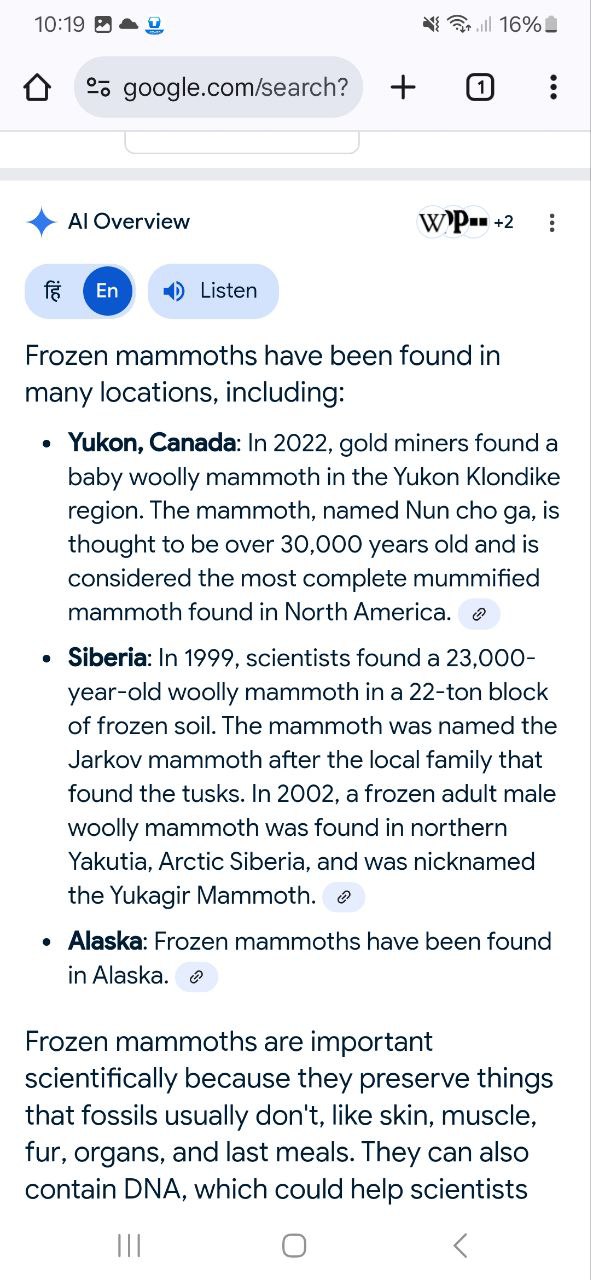 10:19 16%
google.com/search? 1
AI Overview +2
हिं En Listen
Frozen mammoths have been found in
many locations, including:
• Yukon, Canada: In 2022, gold miners found a
baby woolly mammoth in the Yukon Klondike
region. The mammoth, named Nun cho ga, is
thought to be over 30,000 years old and is
considered the most complete mummified
mammoth found in North America.
• Siberia: In 1999, scientists found a 23,000-
year-old woolly mammoth in a 22-ton block
of frozen soil. The mammoth was named the
Jarkov mammoth after the local family that
found the tusks. In 2002, a frozen adult male
woolly mammoth was found in northern
Yakutia, Arctic Siberia, and was nicknamed
the Yukagir Mammoth.
• Alaska: Frozen mammoths have been found
in Alaska.
Frozen mammoths are important
scientifically because they preserve things
that fossils usually don't, like skin, muscle,
fur, organs, and last meals. They can also
contain DNA, which could help scientists